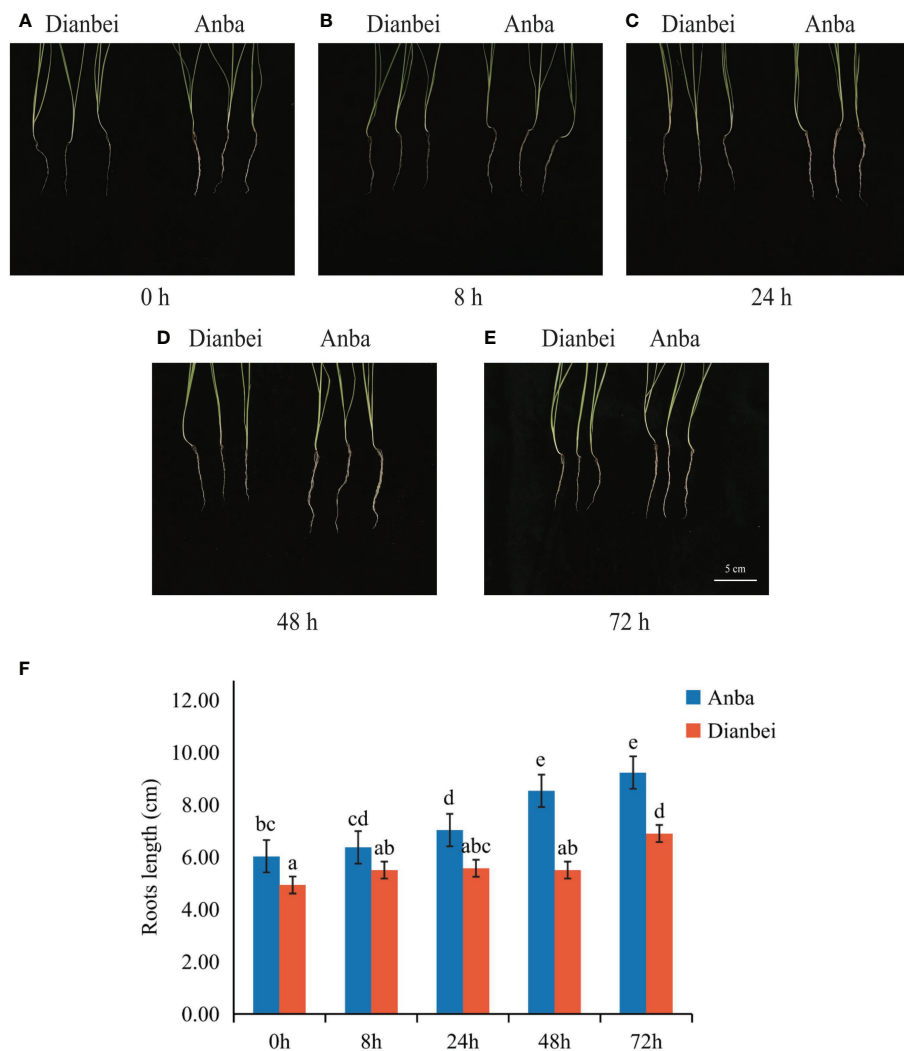 A Dianbei Anba
B Dianbei Anba
C Dianbei Anba
0 h
8 h
24 h
D Dianbei Anba
E Dianbei Anba
5 cm
48 h
72 h
F
Roots length (cm)
12.00
10.00
8.00
6.00
4.00
2.00
0.00
Anba
Dianbei
bc
a
cd
ab
d
abc
e
ab
e
d
0h 8h 24h 48h 72h